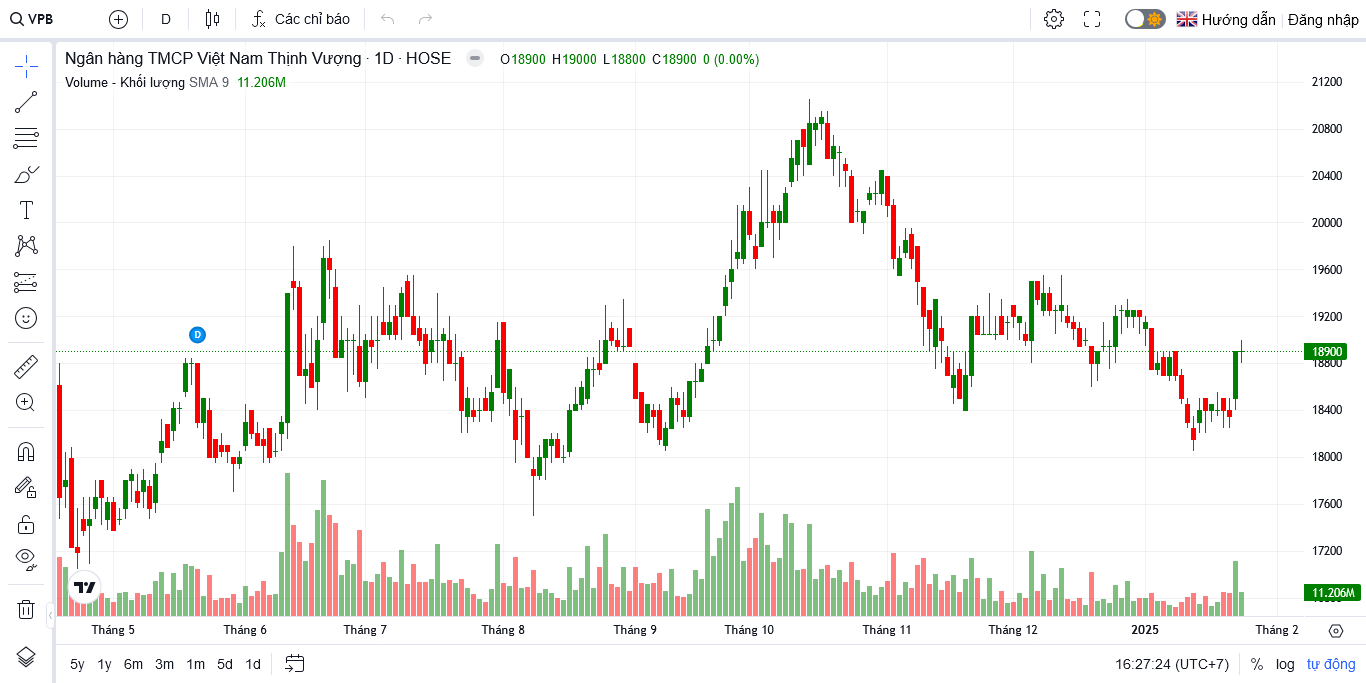 VPB D Các chỉ báo Hướng dẫn Đăng nhập
Ngân hàng TMCP Việt Nam Thịnh Vượng · 1D · HOSE O18900 H19000 L18800 C18900 0 (0.00%)
Volume - Khối lượng SMA 9 11.206M
21200
20800
20400
20000
19600
19200
D
18900
18800
18400
18000
17600
17200
11.206M
Tháng 5 Tháng 6 Tháng 7 Tháng 8 Tháng 9 Tháng 10 Tháng 11 Tháng 12 2025 Tháng 2
5y 1y 6m 3m 1m 5d 1d 16:27:24 (UTC+7) % log tự động